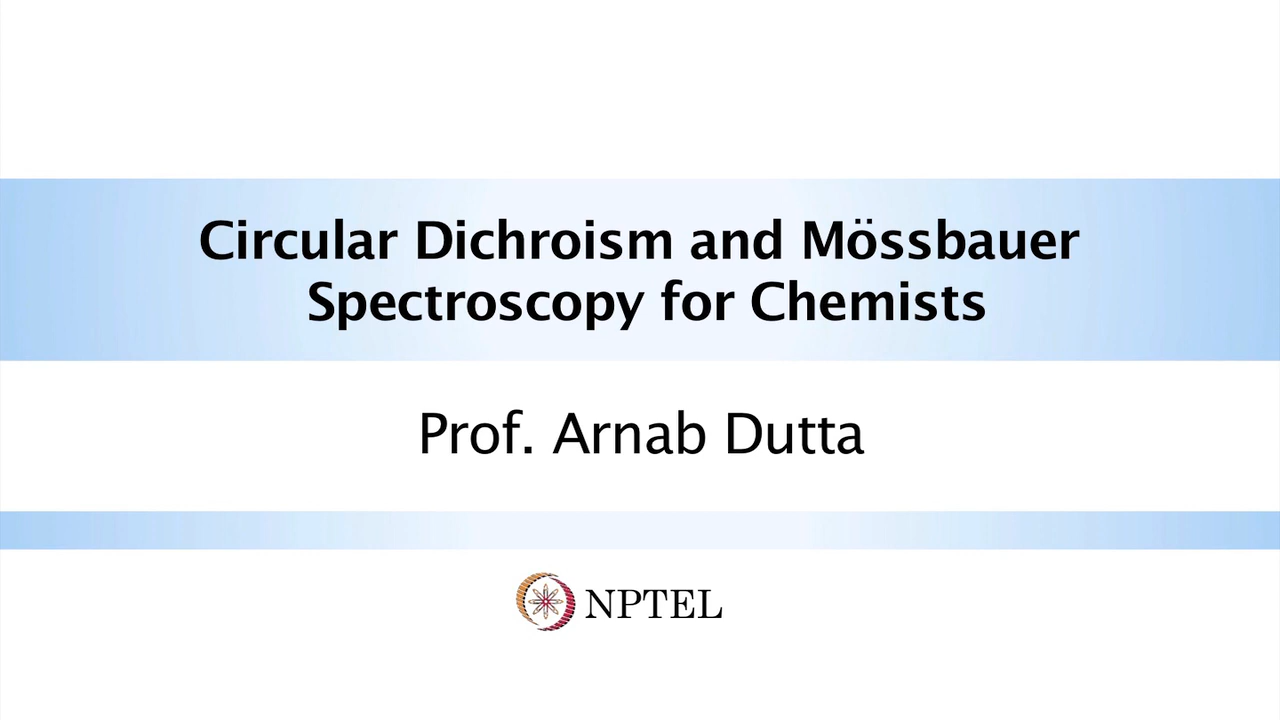 Circular Dichroism and Mössbauer
Spectroscopy for Chemists
Prof. Arnab Dutta
NPTEL